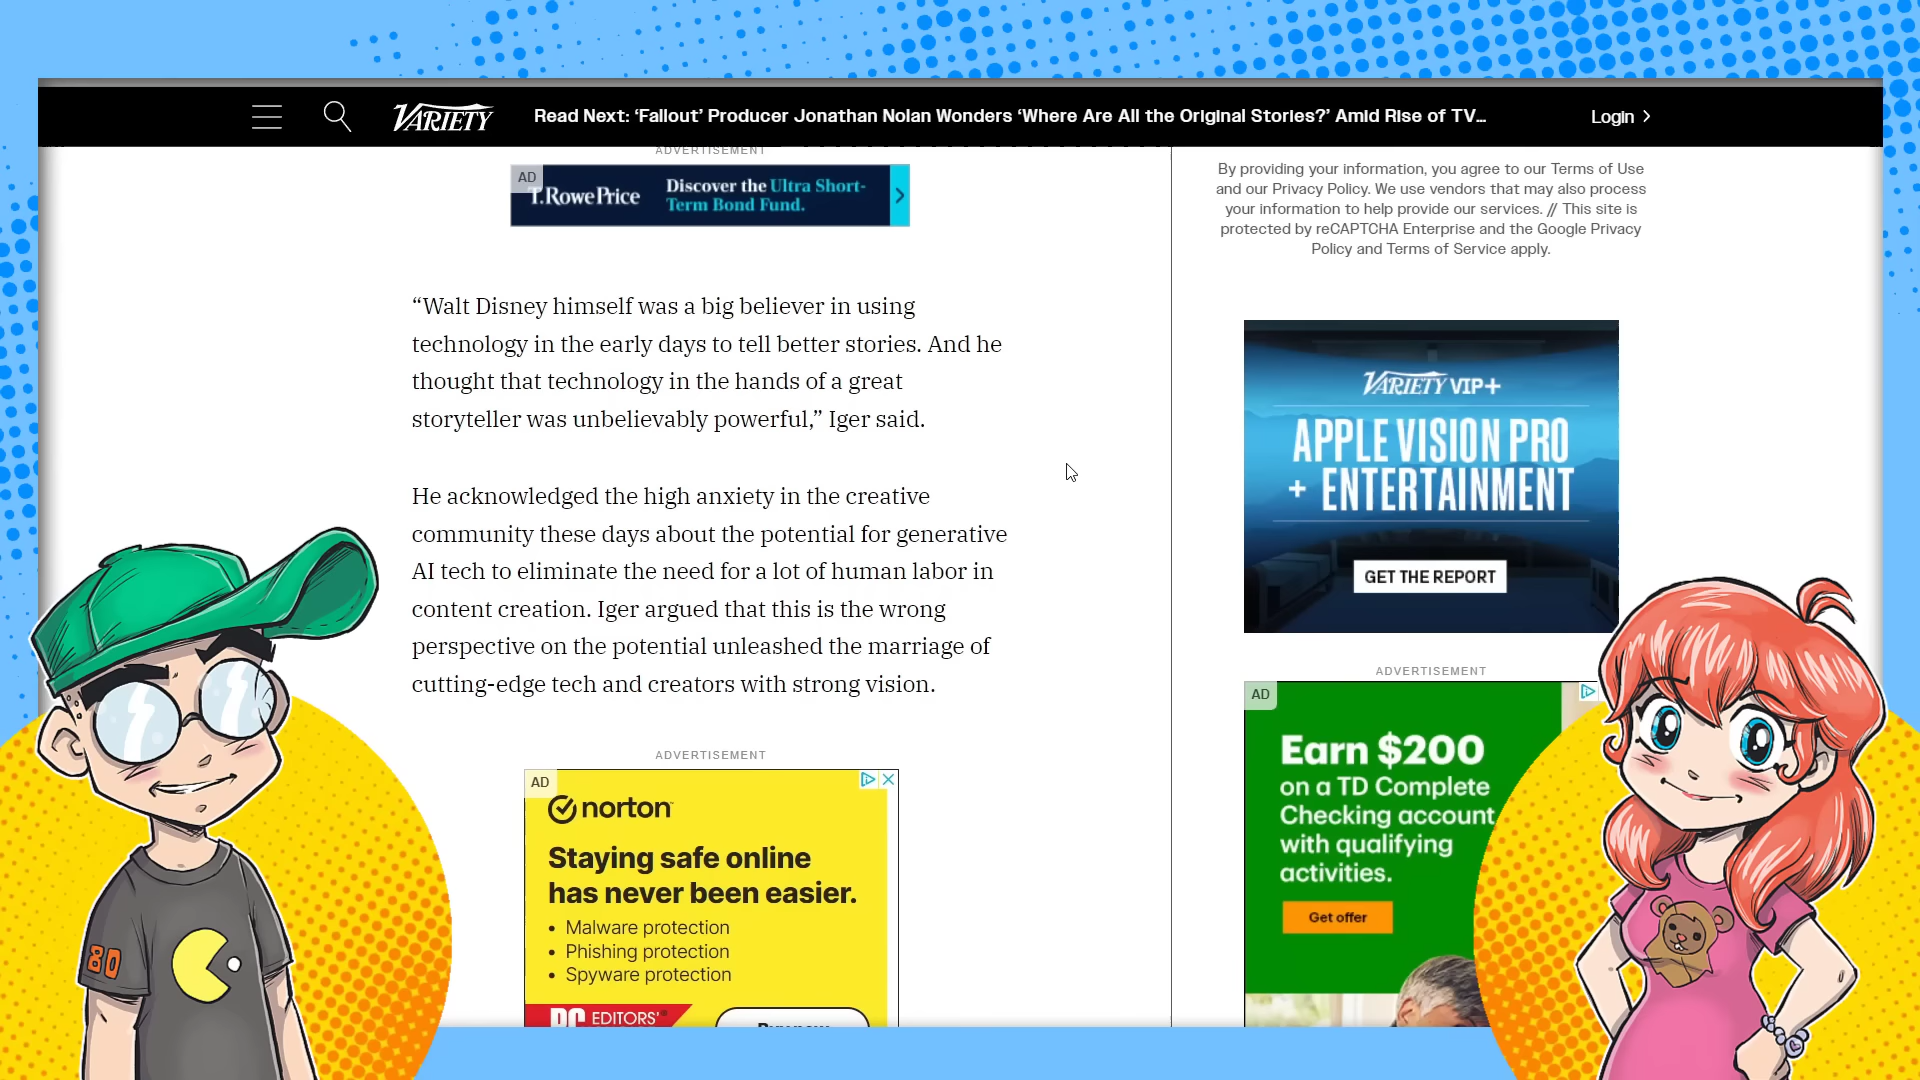 VARIETY
Read Next: ‘Fallout’ Producer Jonathan Nolan Wonders ‘Where Are All the Original Stories?’ Amid Rise of TV...
Login
ADVERTISEMENT
AD
T.RowePrice
Discover the Ultra Short-
Term Bond Fund.
“Walt Disney himself was a big believer in using
technology in the early days to tell better stories. And he
thought that technology in the hands of a great
storyteller was unbelievably powerful,” Iger said.
He acknowledged the high anxiety in the creative
community these days about the potential for generative
AI tech to eliminate the need for a lot of human labor in
content creation. Iger argued that this is the wrong
perspective on the potential unleashed the marriage of
cutting-edge tech and creators with strong vision.
ADVERTISEMENT
AD
norton
Staying safe online
has never been easier.
• Malware protection
• Phishing protection
• Spyware protection
PC EDITORS’
By providing your information, you agree to our Terms of Use
and our Privacy Policy. We use vendors that may also process
your information to help provide our services. // This site is
protected by reCAPTCHA Enterprise and the Google Privacy
Policy and Terms of Service apply.
VARIETY VIP+
APPLE VISION PRO
+ ENTERTAINMENT
GET THE REPORT
ADVERTISEMENT
AD
Earn $200
on a TD Complete
Checking account
with qualifying
activities.
Get offer
80